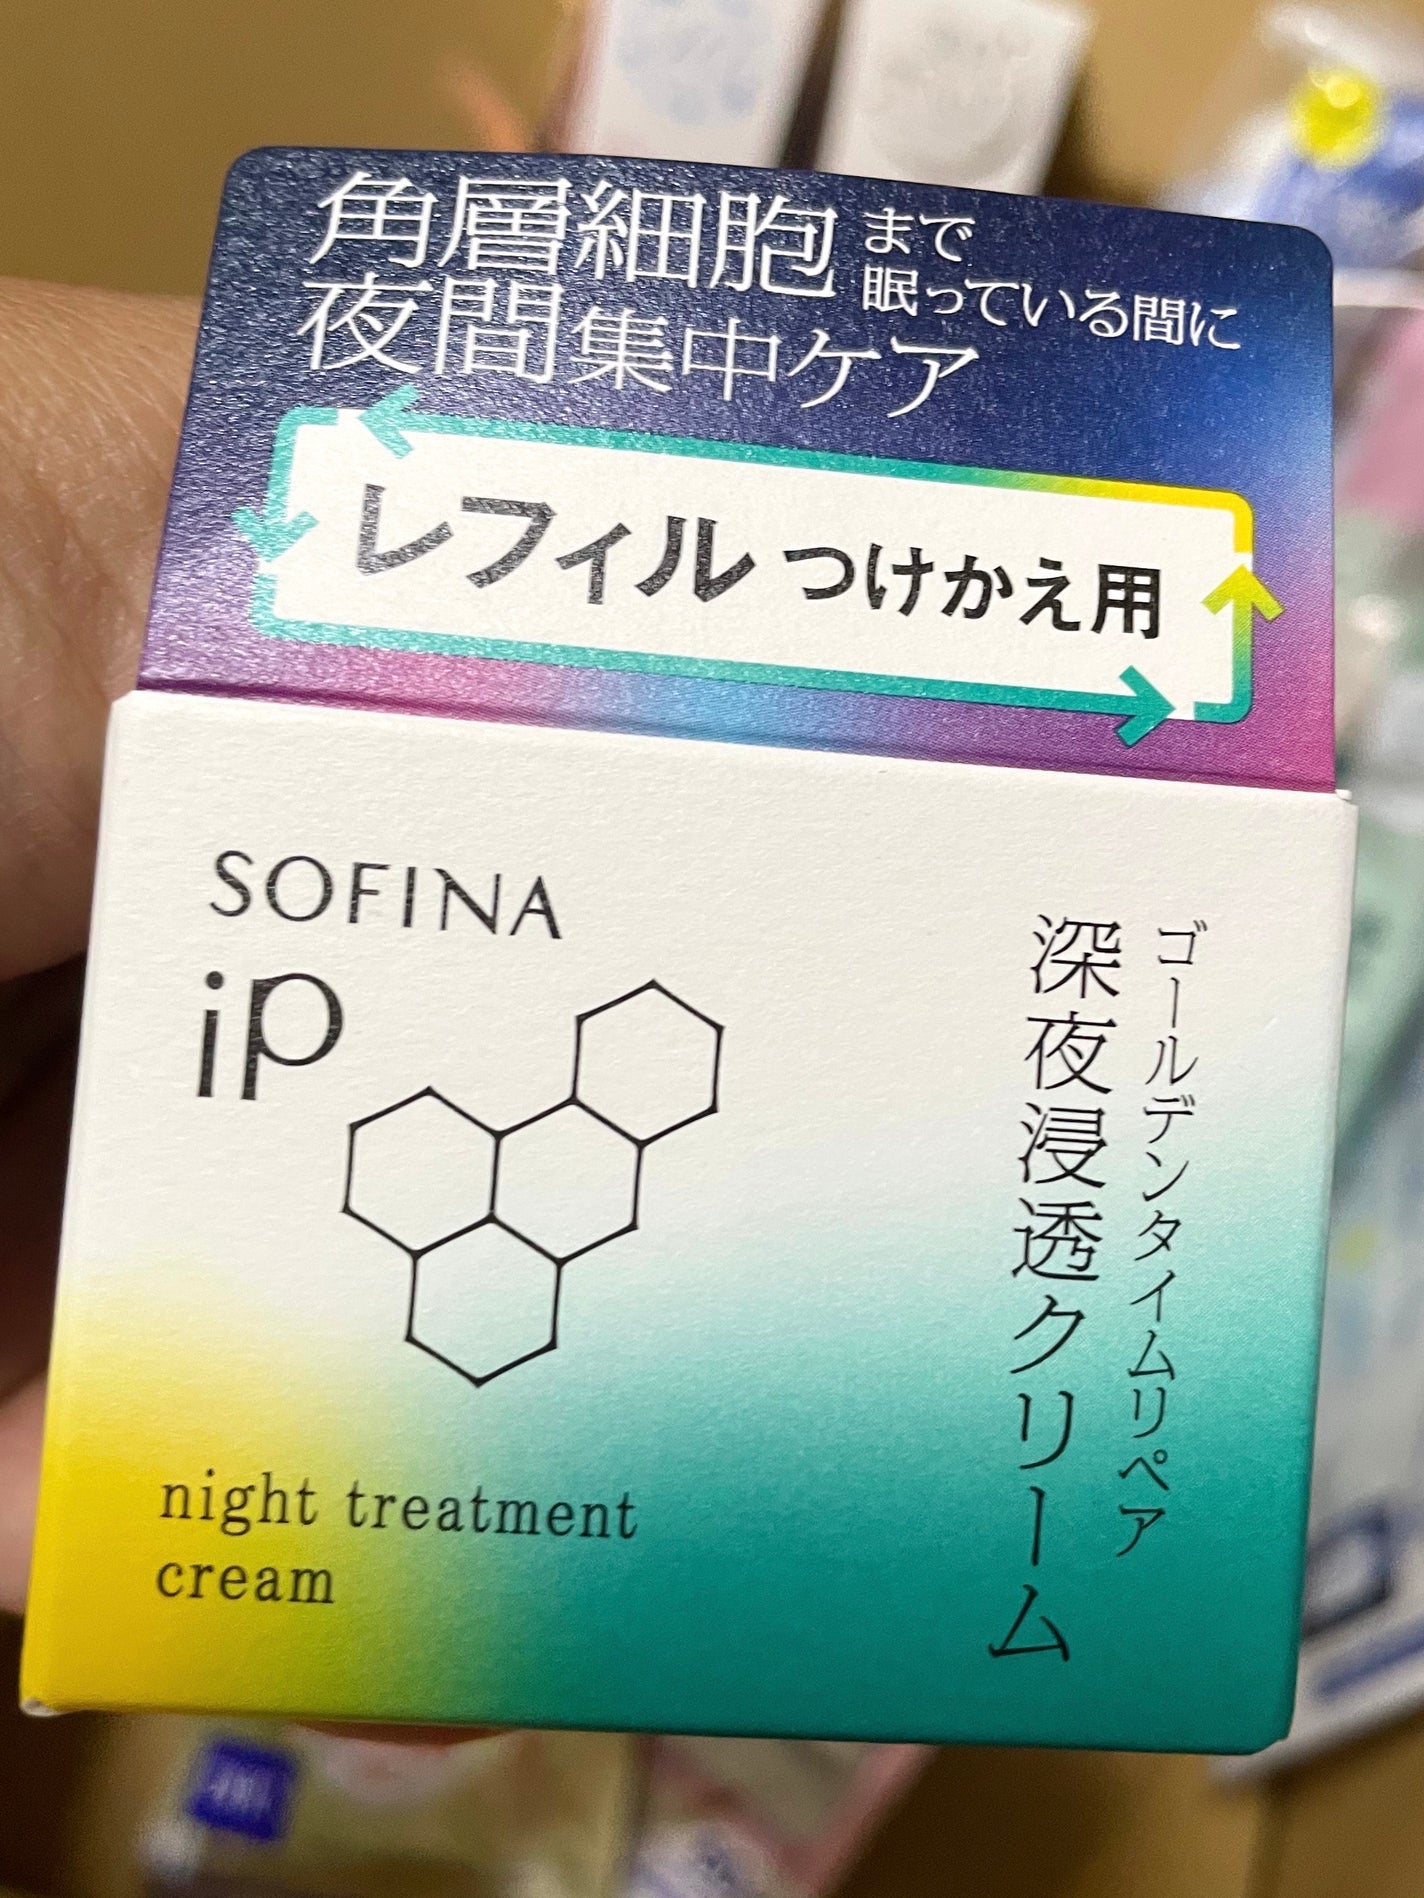 角層細胞まで
眠っている間に
夜間集中ケア
レフィル つけかえ用
SOFINA
iP
ゴールデンタイムリペア
深夜浸透クリーム
night treatment
cream